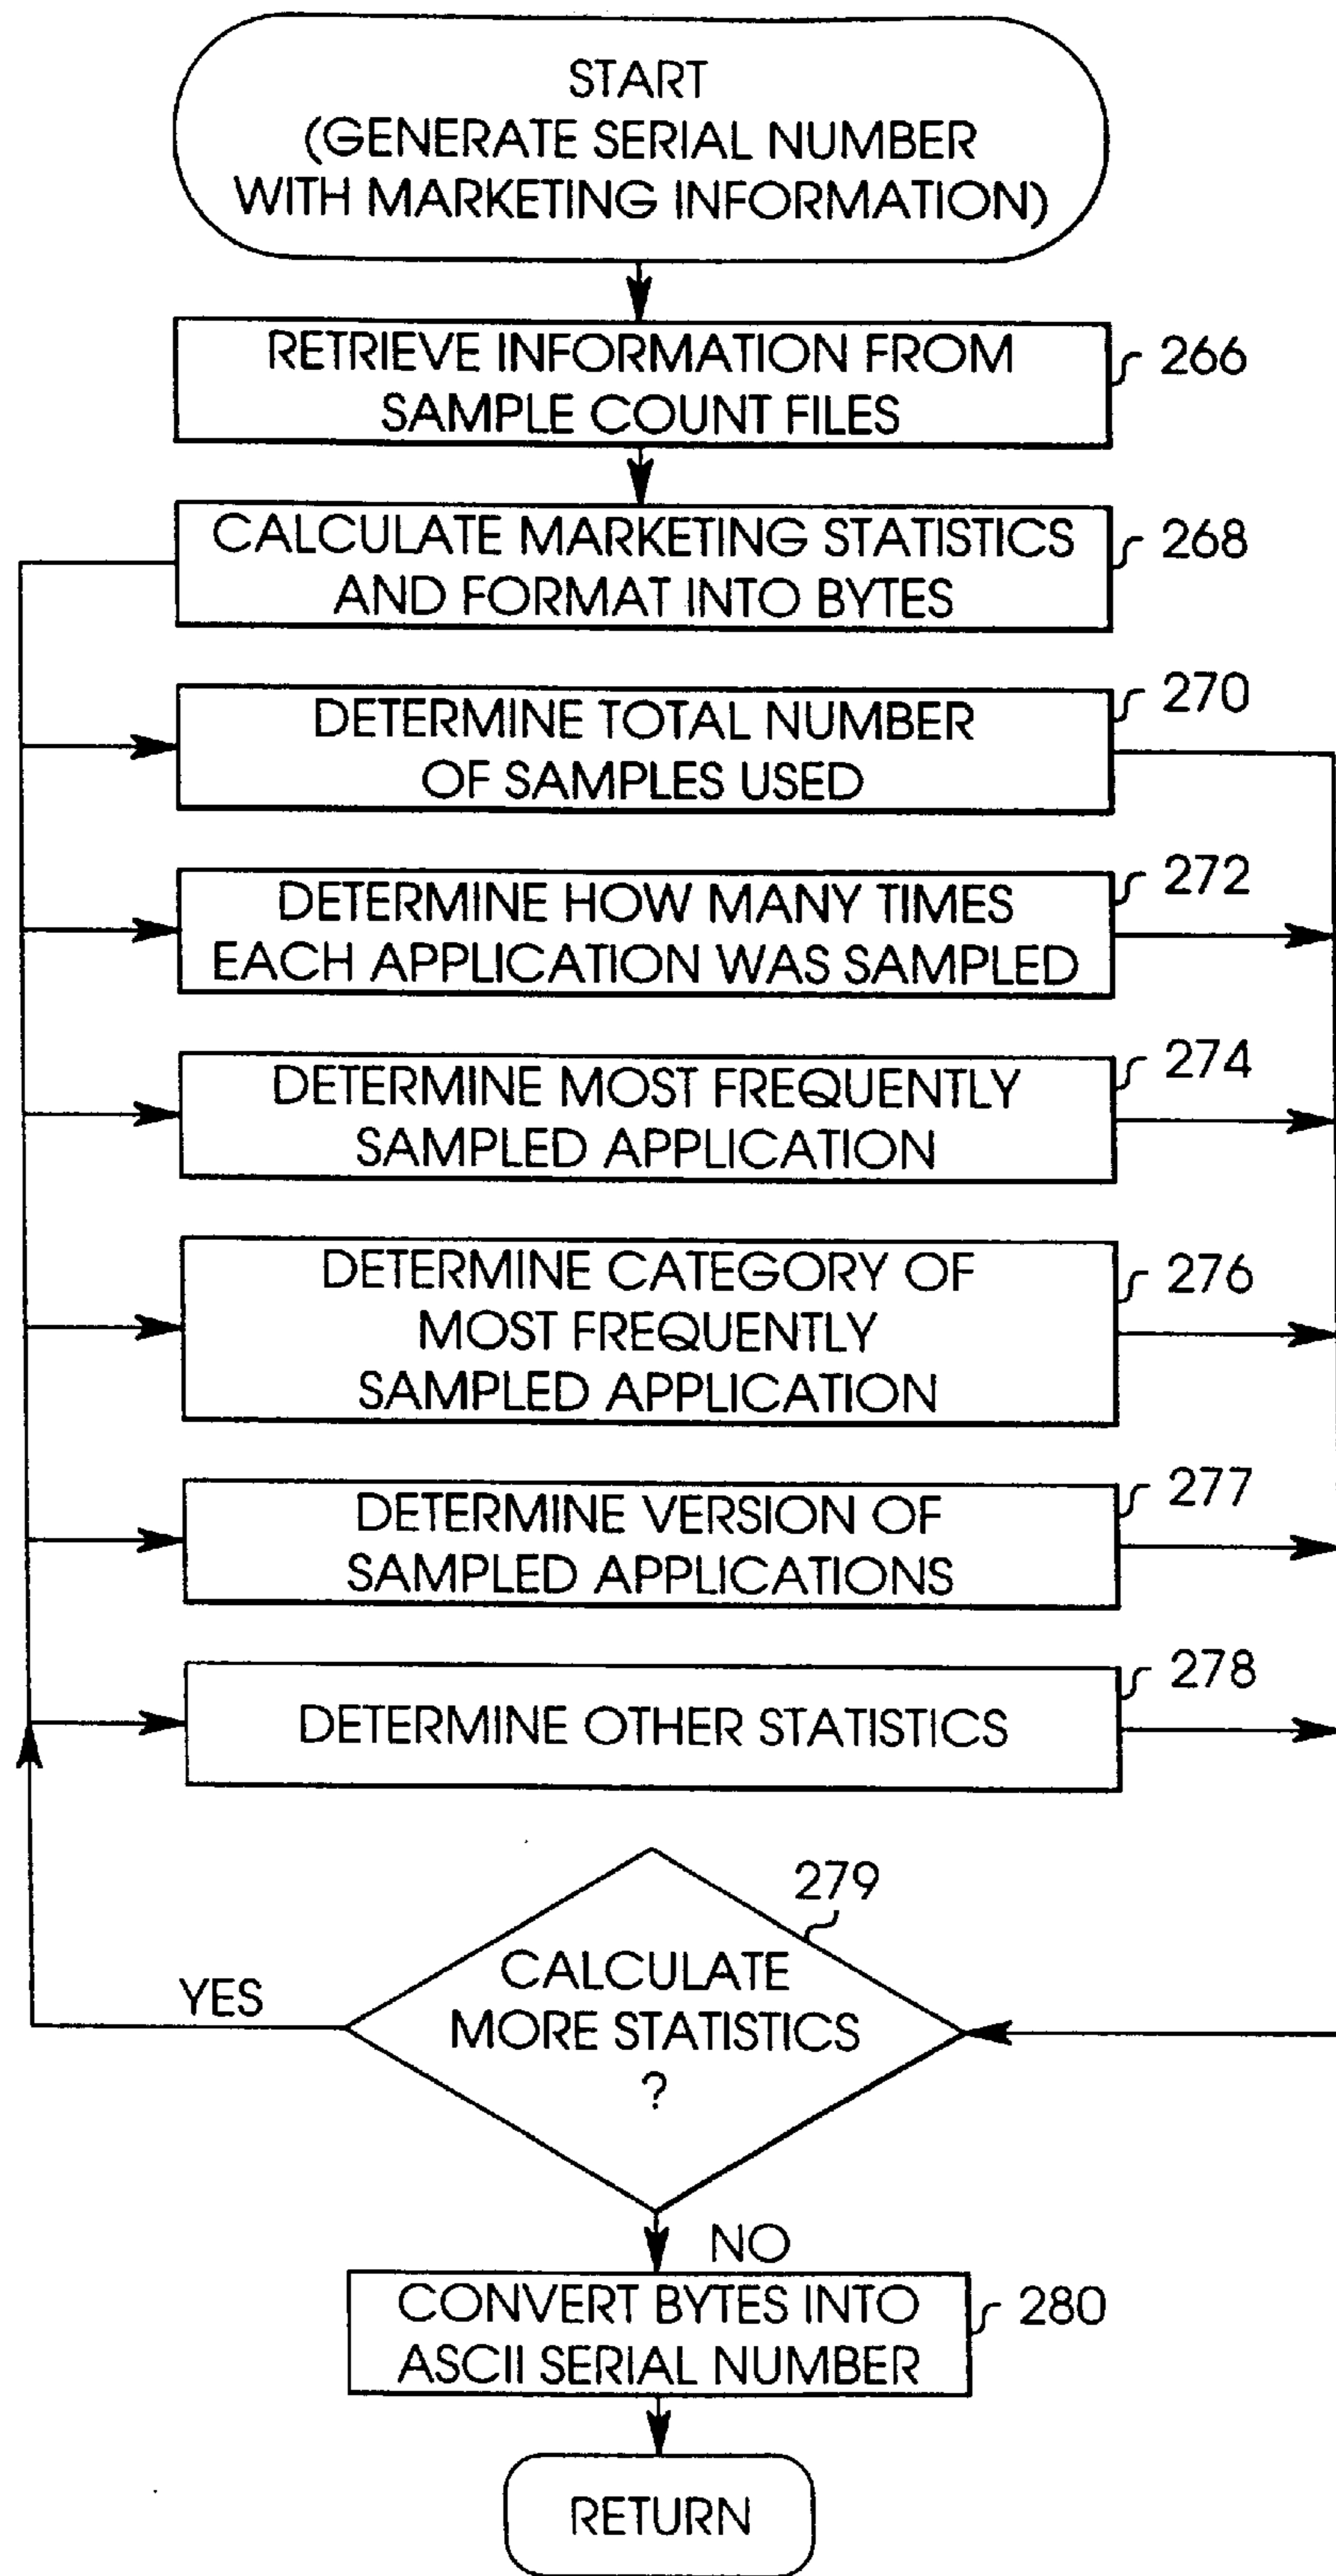 START
(GENERATE SERIAL NUMBER
WITH MARKETING INFORMATION)
RETRIEVE INFORMATION FROM
SAMPLE COUNT FILES
266
CALCULATE MARKETING STATISTICS
AND FORMAT INTO BYTES
268
DETERMINE TOTAL NUMBER
OF SAMPLES USED
270
DETERMINE HOW MANY TIMES
EACH APPLICATION WAS SAMPLED
272
DETERMINE MOST FREQUENTLY
SAMPLED APPLICATION
274
DETERMINE CATEGORY OF
MOST FREQUENTLY
SAMPLED APPLICATION
276
DETERMINE VERSION OF
SAMPLED APPLICATIONS
277
DETERMINE OTHER STATISTICS
278
279
CALCULATE
MORE STATISTICS
?
YES
NO
CONVERT BYTES INTO
ASCII SERIAL NUMBER
280
RETURN